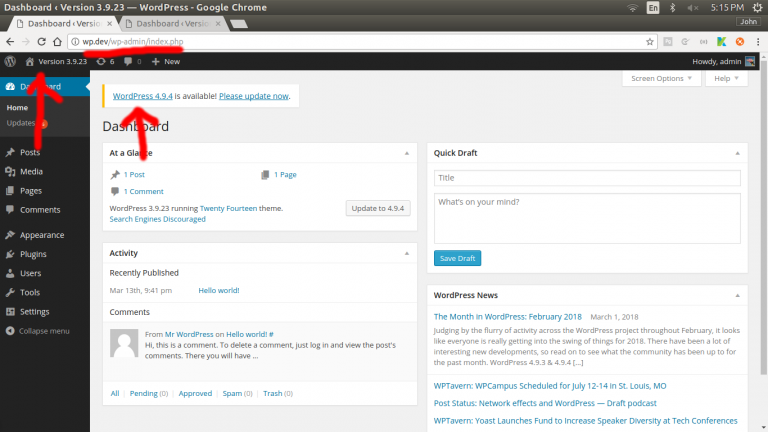 Dashboard ‹ Version 3.9.23 — WordPress - Google Chrome
En
5:15 PM
Dashboard ‹ Version
Dashboard ‹ Version
John
wp.dev/wp-admin/index.php
Version 3.9.23
6
0
New
Howdy, admin
Dashboard
Home
Updates
Posts
Media
Pages
Comments
Appearance
Plugins
Users
Tools
Settings
Collapse menu
Screen Options
Help
WordPress 4.9.4 is available! Please update now.
Dashboard
At a Glance
1 Post
1 Page
1 Comment
WordPress 3.9.23 running Twenty Fourteen theme.
Update to 4.9.4
Search Engines Discouraged
Activity
Recently Published
Mar 13th, 9:41 pm
Hello world!
Comments
From Mr WordPress on Hello world! #
Hi, this is a comment. To delete a comment, just log in and view the post's
comments. There you will have ...
All | Pending (0) | Approved | Spam (0) | Trash (0)
Quick Draft
Title
What's on your mind?
Save Draft
WordPress News
The Month in WordPress: February 2018 March 1, 2018
Judging by the flurry of activity across the WordPress project throughout February, it looks
like everyone is really getting into the swing of things for 2018. There have been a lot of
interesting new developments, so read on to see what the community has been up to for
the past month. WordPress 4.9.3 & 4.9.4 [...]
WPTavern: WPCampus Scheduled for July 12-14 in St. Louis, MO
Post Status: Network effects and WordPress — Draft podcast
WPTavern: Yoast Launches Fund to Increase Speaker Diversity at Tech Conferences